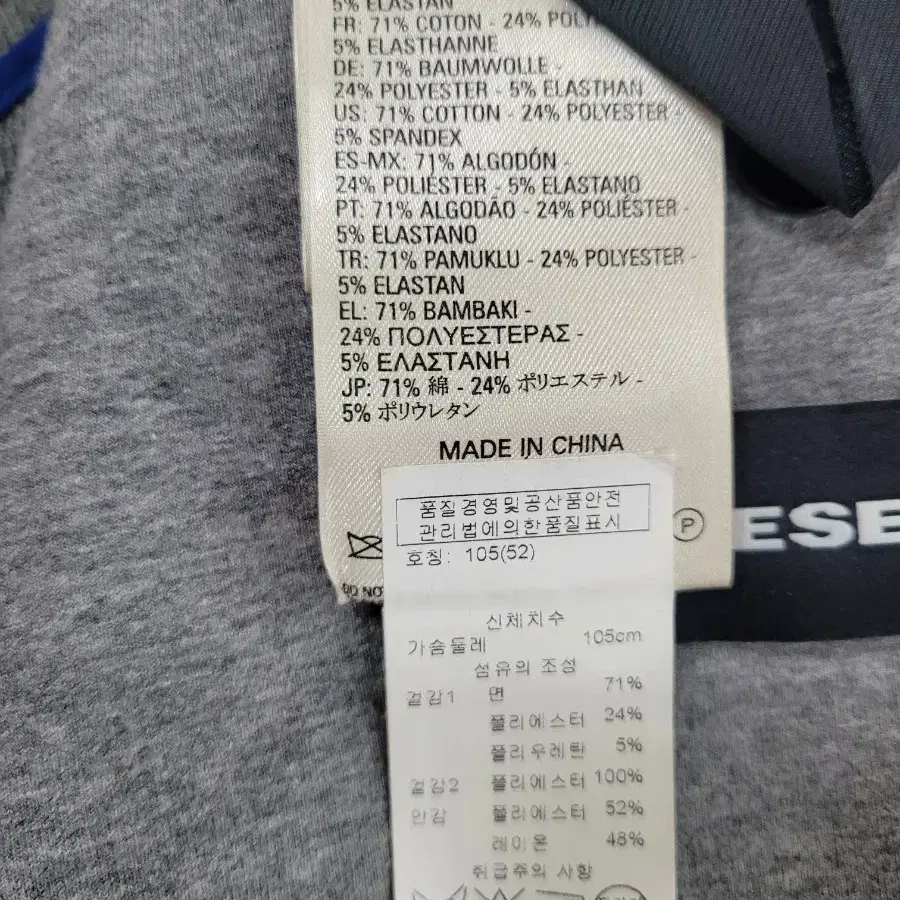 5% ELASTAN
FR: 71% COTON - 24% POLY
5% ELASTHANNE
DE: 71% BAUMWOLLE -
24% POLYESTER - 5% ELASTHAN
US: 71% COTTON - 24% POLYESTER -
5% SPANDEX
ES-MX: 71% ALGODÓN -
24% POLIÉSTER - 5% ELASTANO
PT: 71% ALGODÃO - 24% POLIÉSTER -
5% ELASTANO
TR: 71% PAMUKLU - 24% POLYESTER -
5% ELASTAN
EL: 71% BAMBAKI -
24% ΠΟΛΥΕΣΤΕΡΑΣ -
5% ΕΛΑΣΤΑΝΗ
JP: 71% 綿 - 24% ポリエステル -
5% ポリウレタン
MADE IN CHINA
P
DO NOT
ESE
품질경영및공산품안전
관리법에의한품질표시
호칭: 105(52)
신체치수
가슴둘레 105cm
섬유의 조성
겉감1 면 71%
폴리에스터 24%
폴리우레탄 5%
겉감2 폴리에스터 100%
안감 폴리에스터 52%
레이온 48%
취급주의 사항